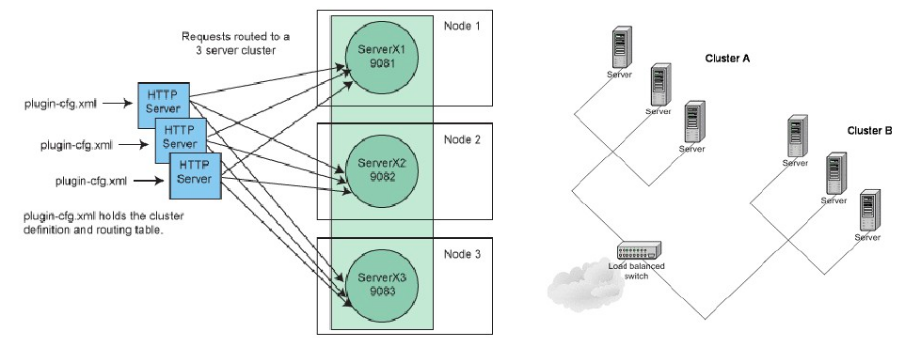 Requests routed to a
3 server cluster
plugin-cfg.xml
HTTP
Server
plugin-cfg.xml
HTTP
Server
plugin-cfg.xml
HTTP
Server
plugin-cfg.xml holds the cluster
definition and routing table.
Node 1
ServerX1
9081
Node 2
ServerX2
9082
Node 3
ServerX3
9083
Server
Cluster A
Server
Server
Cluster B
Server
Server
Server
Load balanced
switch